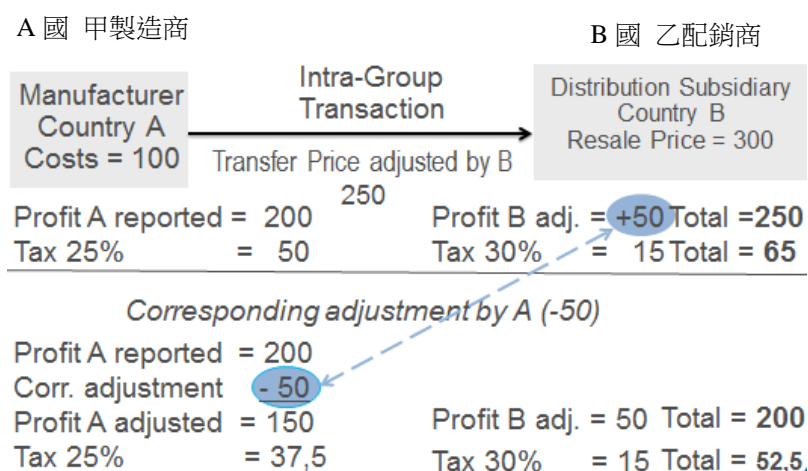 A 國 甲製造商
B 國 乙配銷商
Manufacturer
Country A
Costs = 100
Intra-Group
Transaction
Transfer Price adjusted by B
250
Distribution Subsidiary
Country B
Resale Price = 300
Profit A reported = 200
Profit B adj. = +50 Total =250
Tax 25% = 50
Tax 30% = 15 Total = 65
Corresponding adjustment by A (-50)
Profit A reported = 200
Corr. adjustment - 50
Profit A adjusted = 150
Profit B adj. = 50 Total = 200
Tax 25% = 37,5
Tax 30% = 15 Total = 52,5